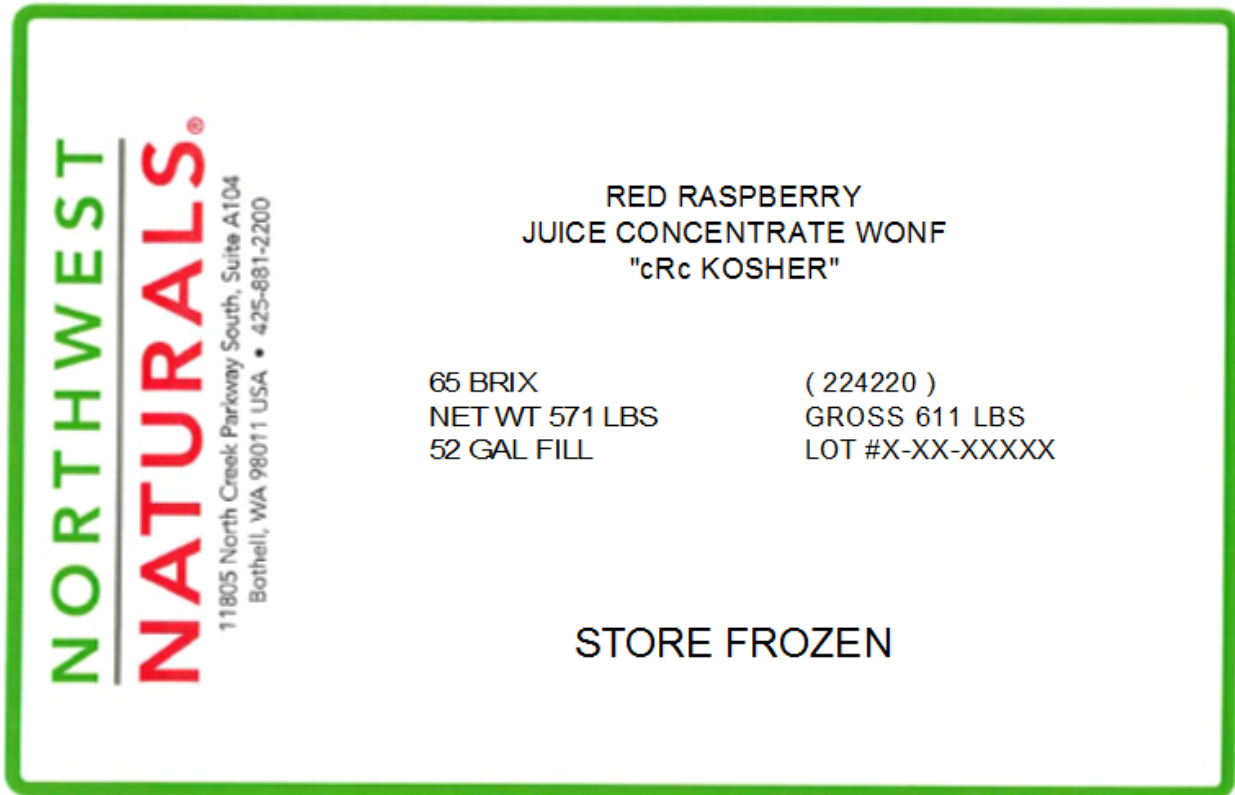 NORTHWEST
NATURALS®
11805 North Creek Parkway South, Suite A104
Bothell, WA 98011 USA • 425-881-2200
RED RASPBERRY
JUICE CONCENTRATE WONF
"cRc KOSHER"
65 BRIX ( 224220 )
NET WT 571 LBS GROSS 611 LBS
52 GAL FILL LOT #X-XX-XXXXX
STORE FROZEN